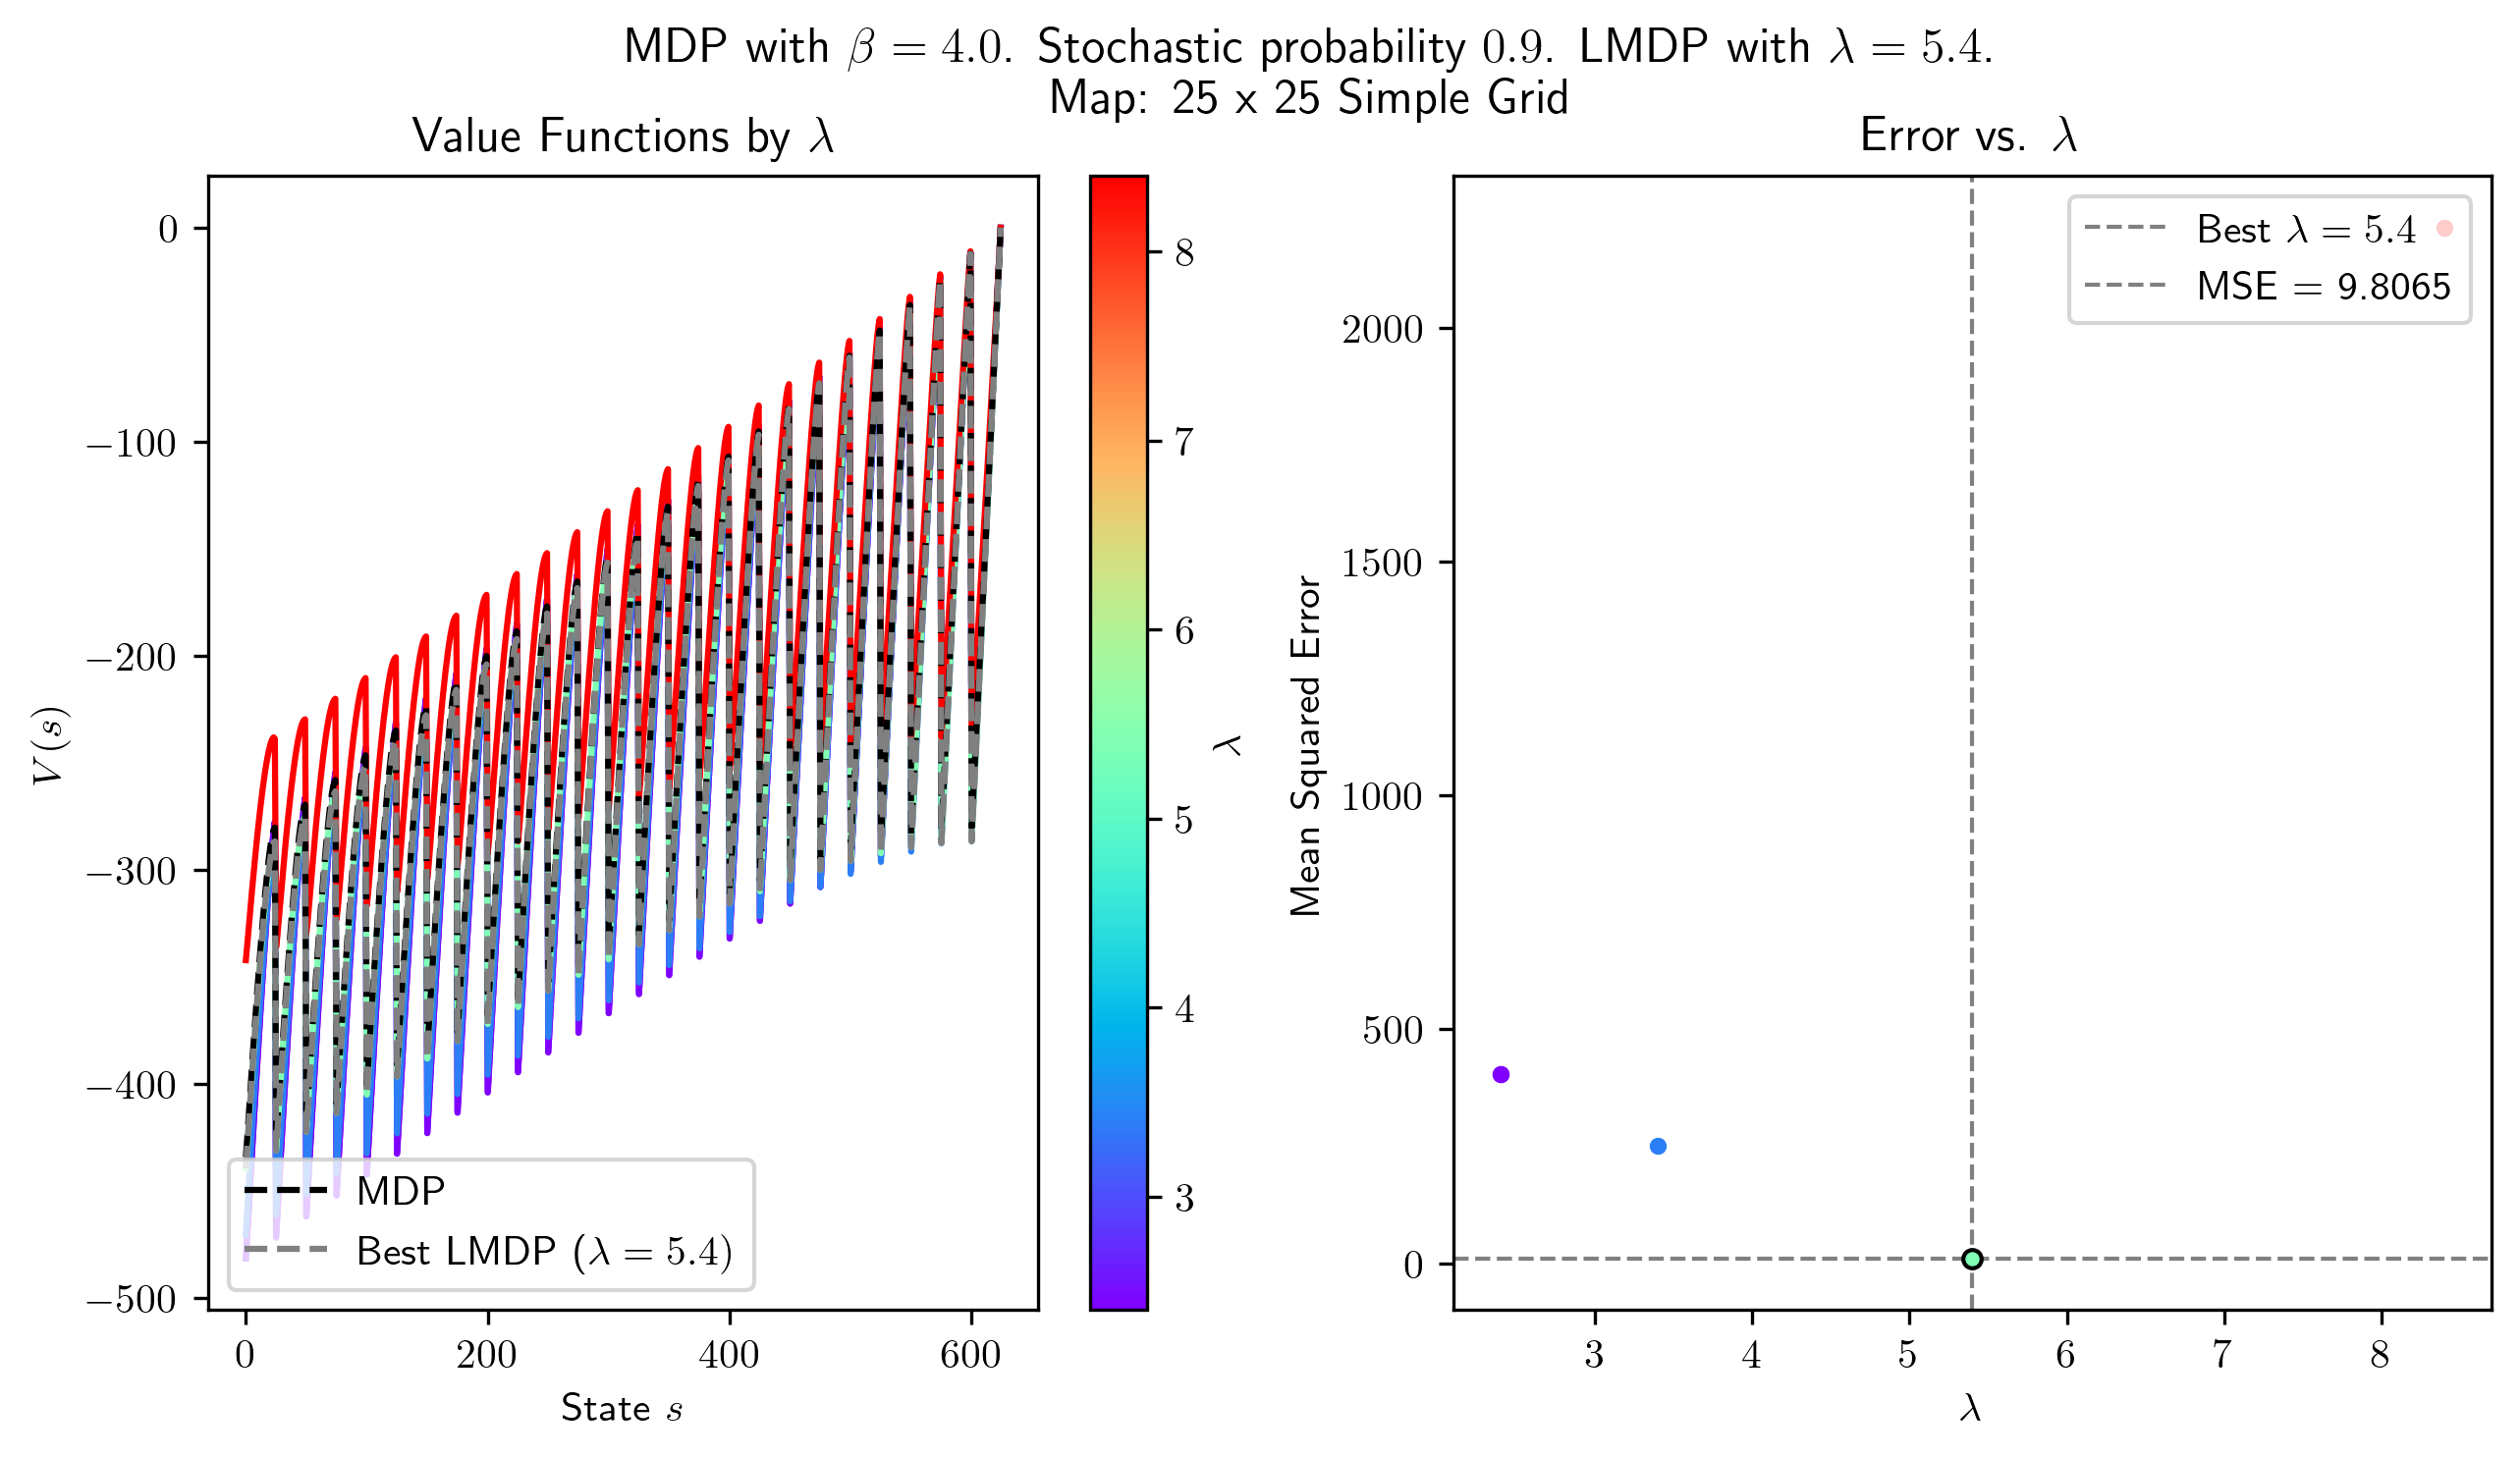 MDP with β = 4.0. Stochastic probability 0.9. LMDP with λ = 5.4.
Map: 25 x 25 Simple Grid
Value Functions by λ
0
−100
−200
−300
−400
−500
V(s)
0
200
400
600
State s
MDP
Best LMDP (λ = 5.4)
8
7
6
5
4
3
λ
Error vs. λ
Best λ = 5.4
MSE = 9.8065
2000
1500
1000
500
0
Mean Squared Error
3
4
5
6
7
8
λ